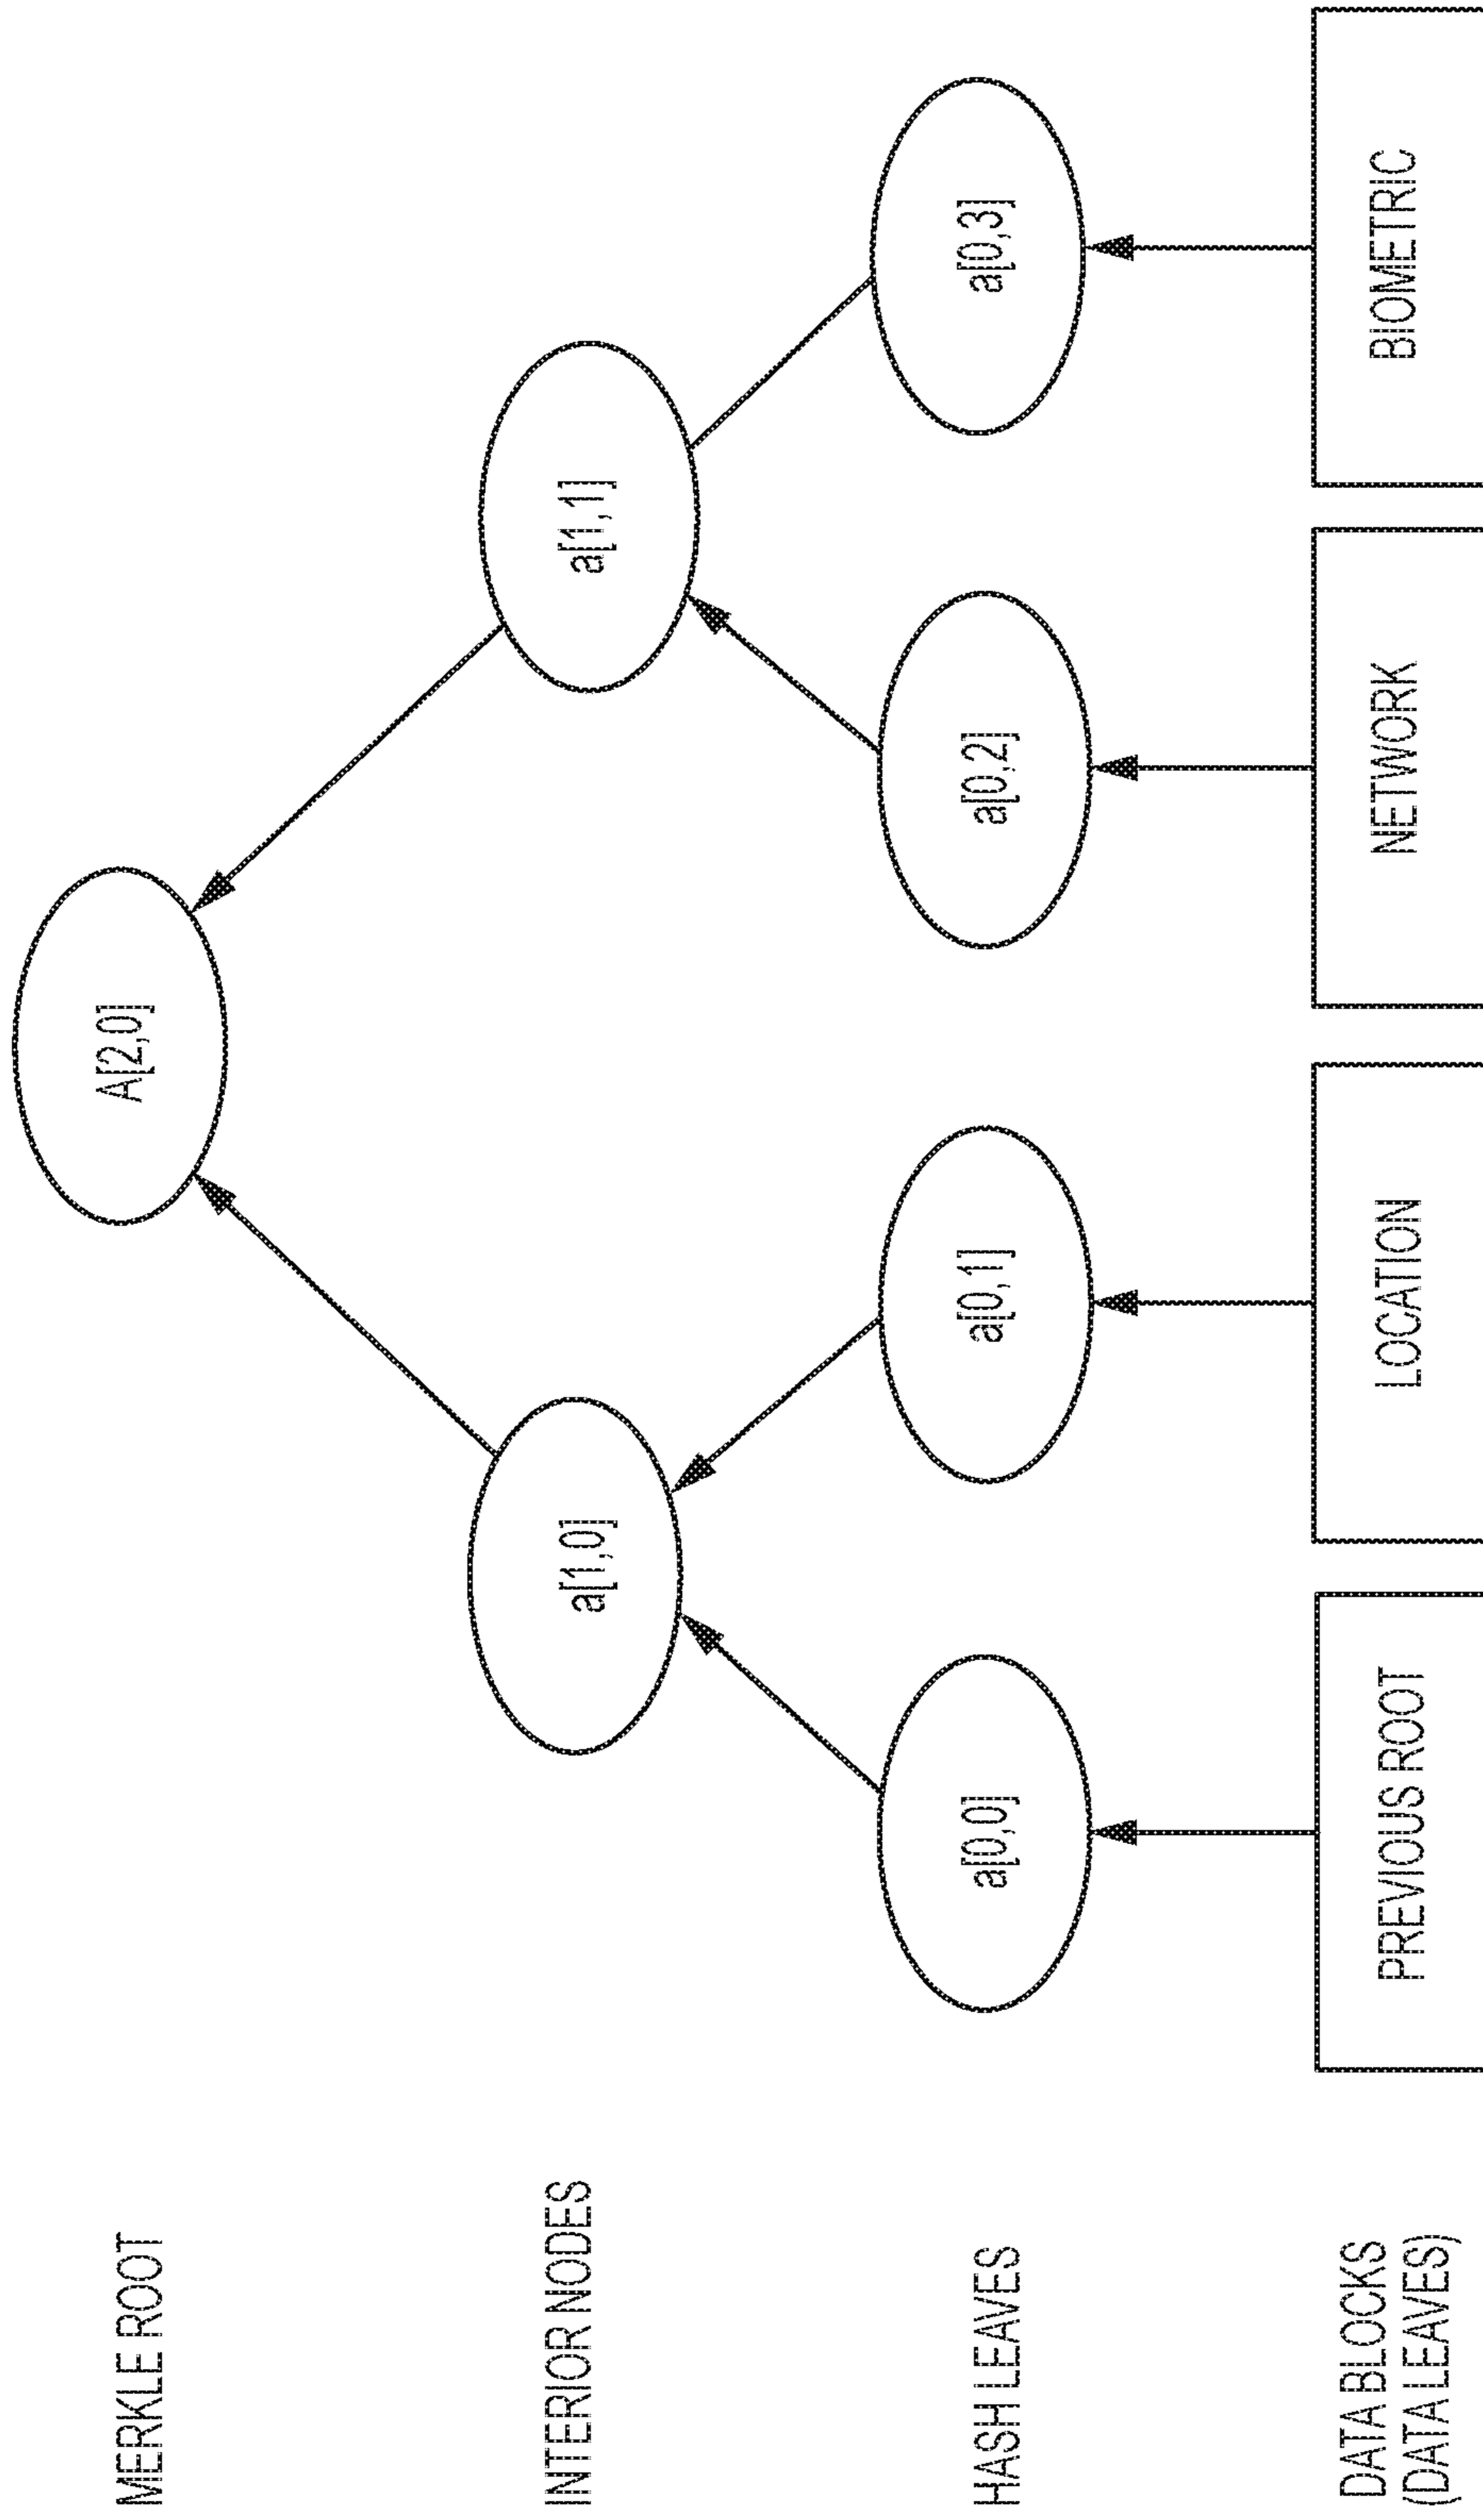 MERKLE ROOT
A[2,0]
INTERIOR NODES
a[1,0]
a[1,1]
HASH LEAVES
a[0,0]
a[0,1]
a[0,2]
a[0,3]
DATA BLOCKS
(DATA LEAVES)
PREVIOUS ROOT
LOCATION
NETWORK
BIOMETRIC